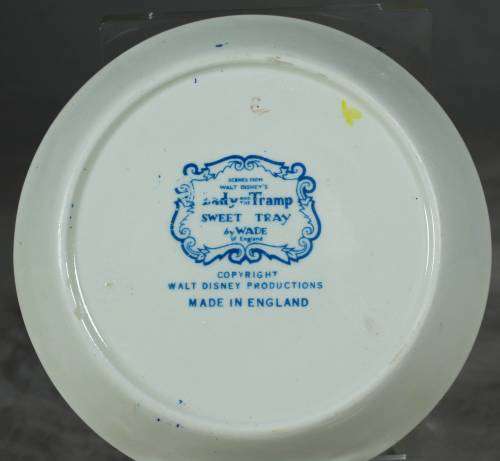 SCENES FROM
WALT DISNEY'S
Lady AND THE Tramp
SWEET TRAY
by WADE
of England
COPYRIGHT
WALT DISNEY PRODUCTIONS
MADE IN ENGLAND